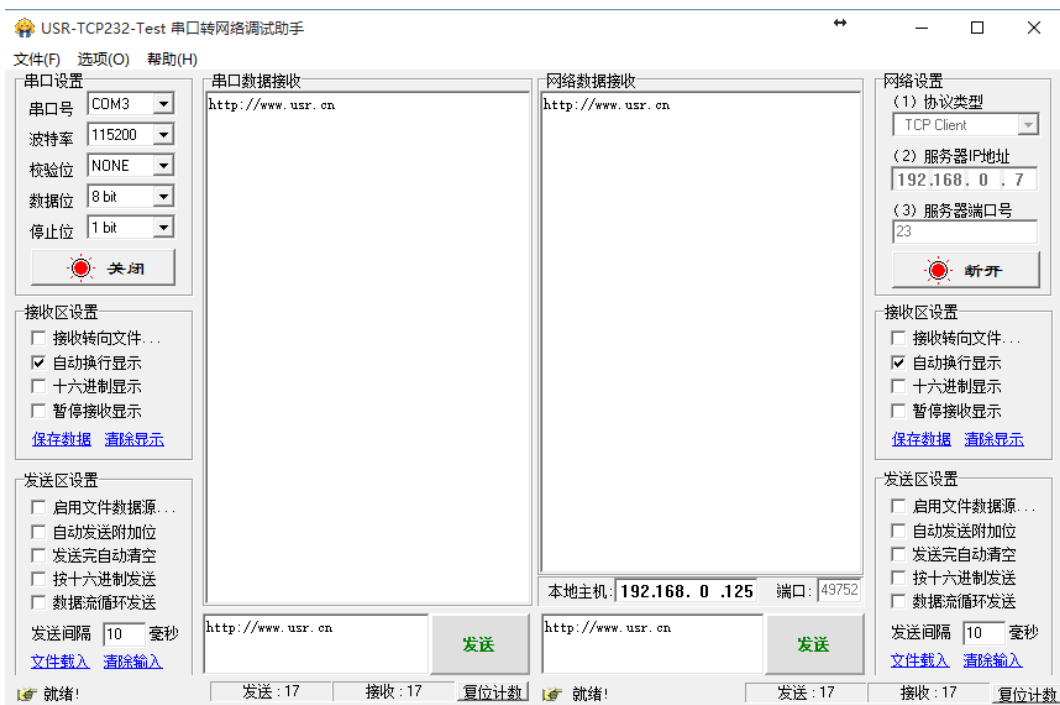 USR-TCP232-Test 串口转网络调试助手
文件(F) 选项(O) 帮助(H)
串口设置
串口号 COM3
波特率 115200
校验位 NONE
数据位 8 bit
停止位 1 bit
关闭
接收区设置
接收转向文件...
自动换行显示
十六进制显示
暂停接收显示
保存数据 清除显示
发送区设置
启用文件数据源...
自动发送附加位
发送完自动清空
按十六进制发送
数据流循环发送
发送间隔 10 毫秒
文件载入 清除输入
串口数据接收
http://www.usr.cn
http://www.usr.cn
发送
网络数据接收
http://www.usr.cn
本地主机: 192.168. 0 .125 端口: 49752
http://www.usr.cn
发送
网络设置
(1) 协议类型
TCP Client
(2) 服务器IP地址
192.168. 0 . 7
(3) 服务器端口号
23
断开
接收区设置
接收转向文件...
自动换行显示
十六进制显示
暂停接收显示
保存数据 清除显示
发送区设置
启用文件数据源...
自动发送附加位
发送完自动清空
按十六进制发送
数据流循环发送
发送间隔 10 毫秒
文件载入 清除输入
就绪! 发送:17 接收:17 复位计数
就绪! 发送:17 接收:17 复位计数